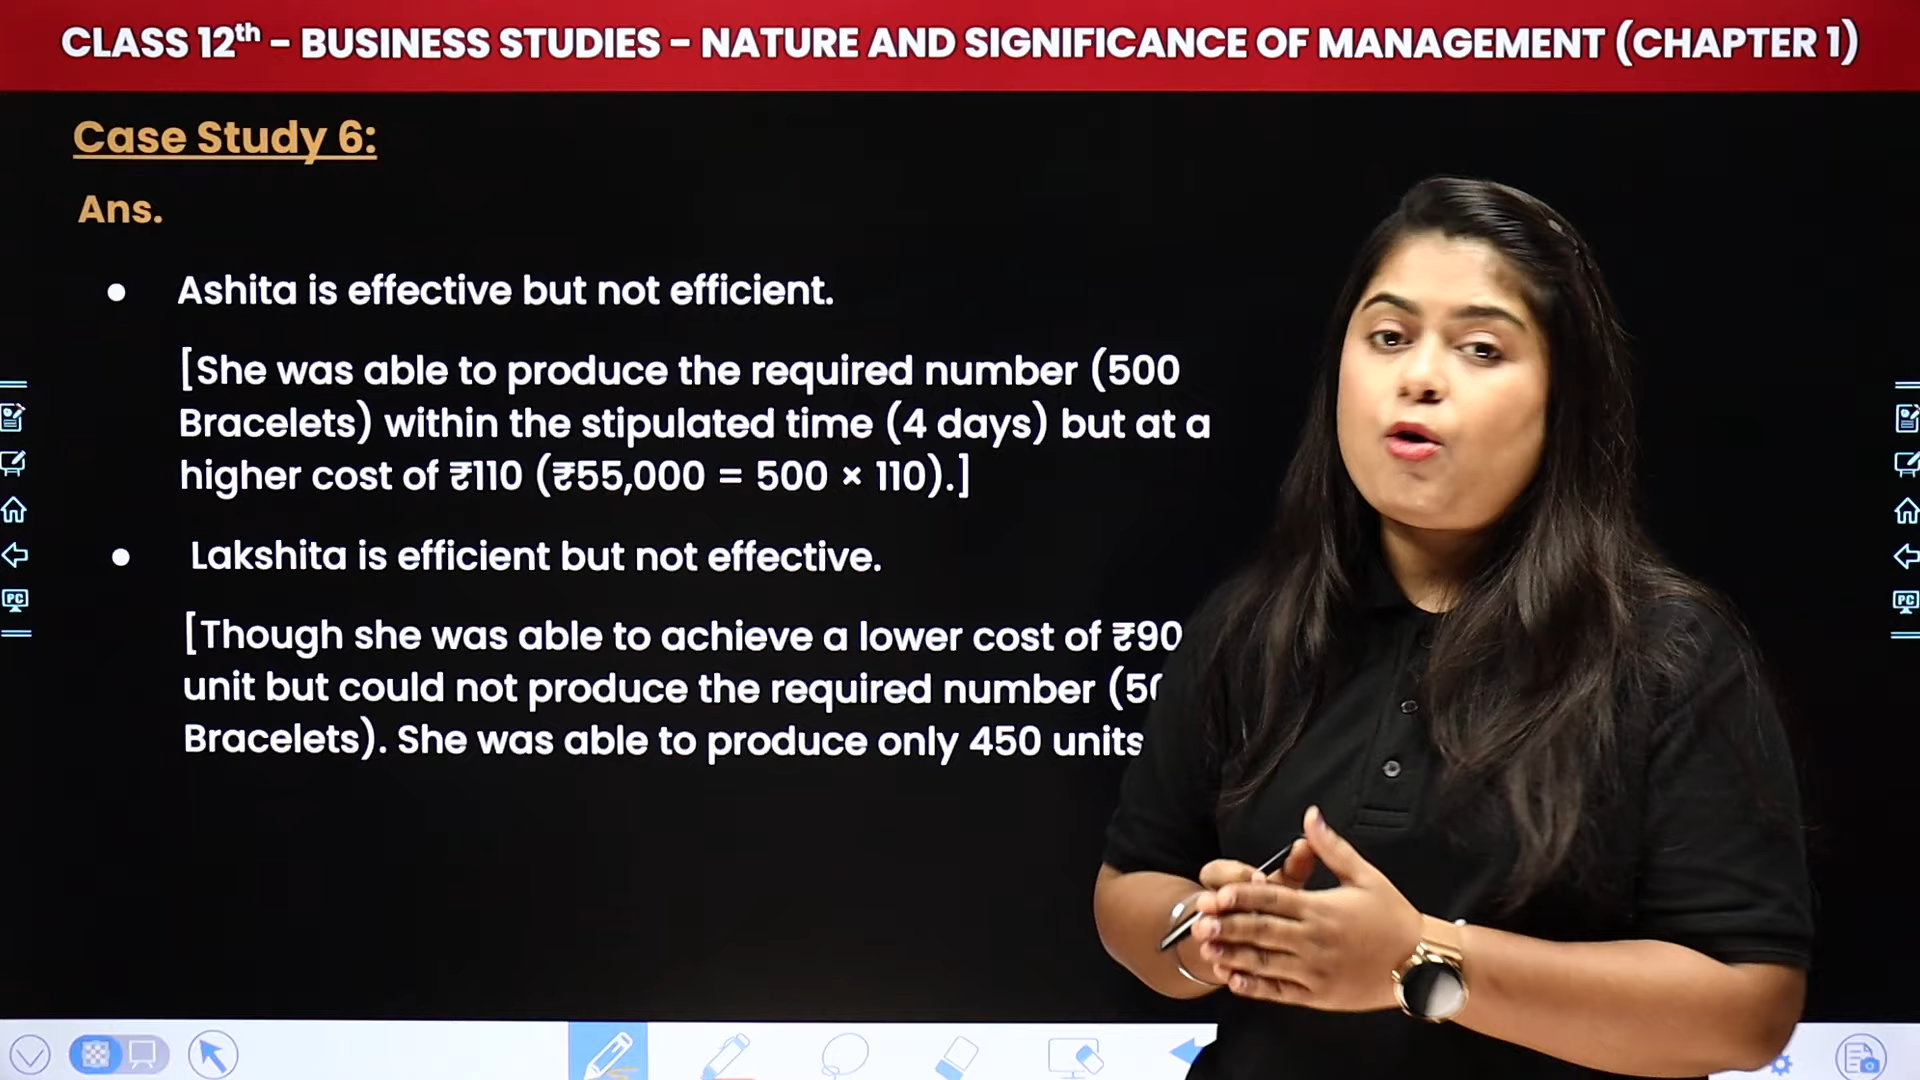 CLASS 12th – BUSINESS STUDIES – NATURE AND SIGNIFICANCE OF MANAGEMENT (CHAPTER 1)
Case Study 6:
Ans.
● Ashita is effective but not efficient.
[She was able to produce the required number (500
Bracelets) within the stipulated time (4 days) but at a
higher cost of ₹110 (₹55,000 = 500 × 110).]
● Lakshita is efficient but not effective.
[Though she was able to achieve a lower cost of ₹90
unit but could not produce the required number
Bracelets). She was able to produce only 450 units
PC
PC